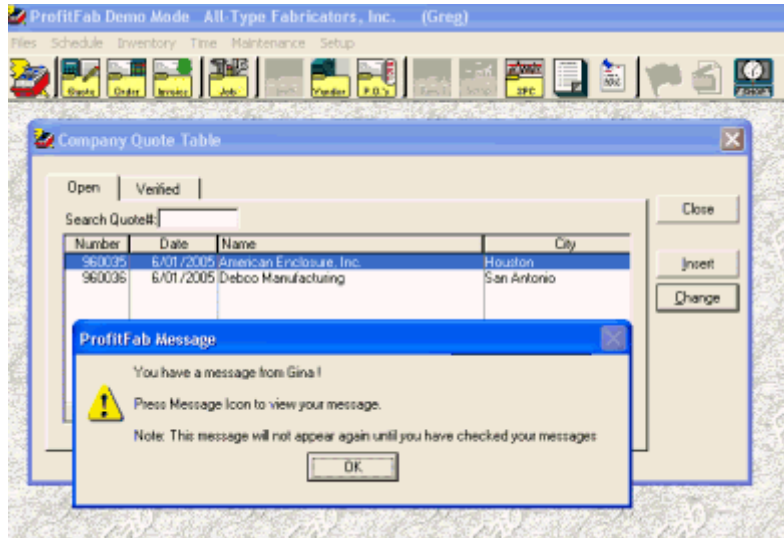 ProfitFab Demo Mode All-Type Fabricators, Inc. (Greg)
Files Schedule Inventory Time Maintenance Setup
Quote Order Invoice Job Vendor P.O.'s SPC
Company Quote Table
Open Verified
Search Quote#:
Close
Number Date Name City
960035 6/01/2005 American Enclosure, Inc. Houston
Insert
960036 6/01/2005 Debco Manufacturing San Antonio
Change
ProfitFab Message
You have a message from Gina !
Press Message Icon to view your message.
Note: This message will not appear again until you have checked your messages
OK